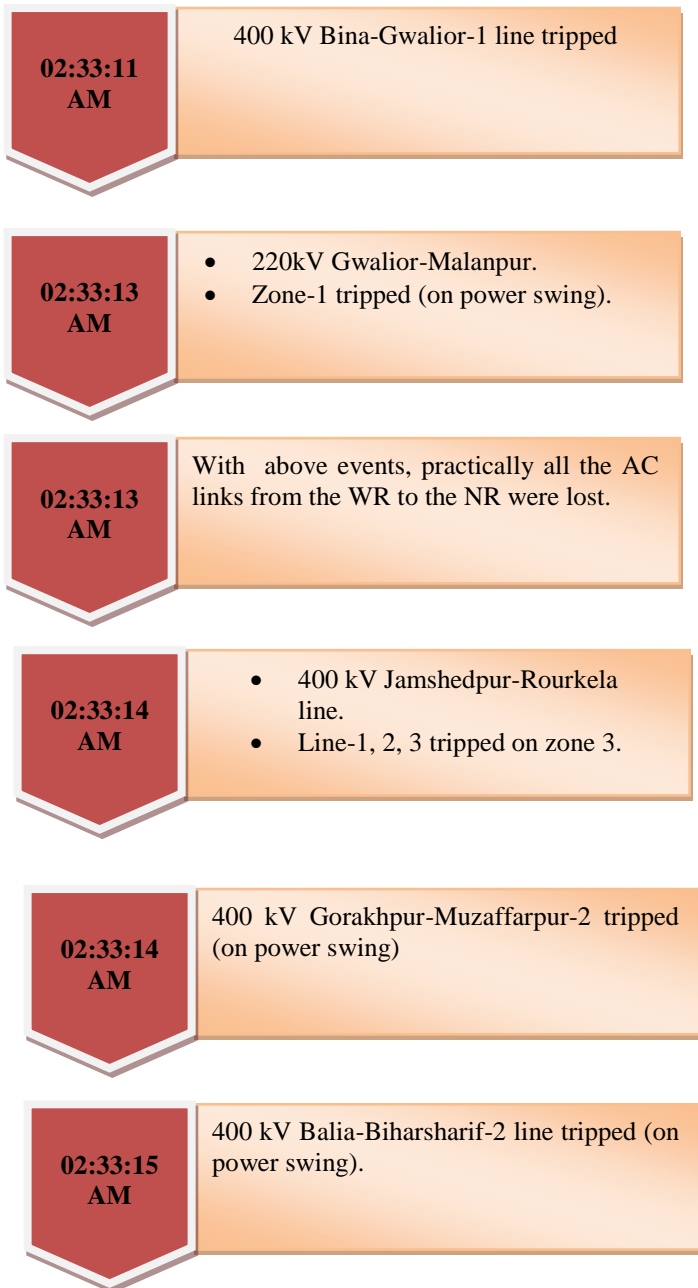 02:33:11
AM
400 kV Bina-Gwalior-1 line tripped
02:33:13
AM
• 220kV Gwalior-Malanpur.
• Zone-1 tripped (on power swing).
02:33:13
AM
With above events, practically all the AC
links from the WR to the NR were lost.
02:33:14
AM
• 400 kV Jamshedpur-Rourkela
line.
• Line-1, 2, 3 tripped on zone 3.
02:33:14
AM
400 kV Gorakhpur-Muzaffarpur-2 tripped
(on power swing)
02:33:15
AM
400 kV Balia-Biharsharif-2 line tripped (on
power swing).